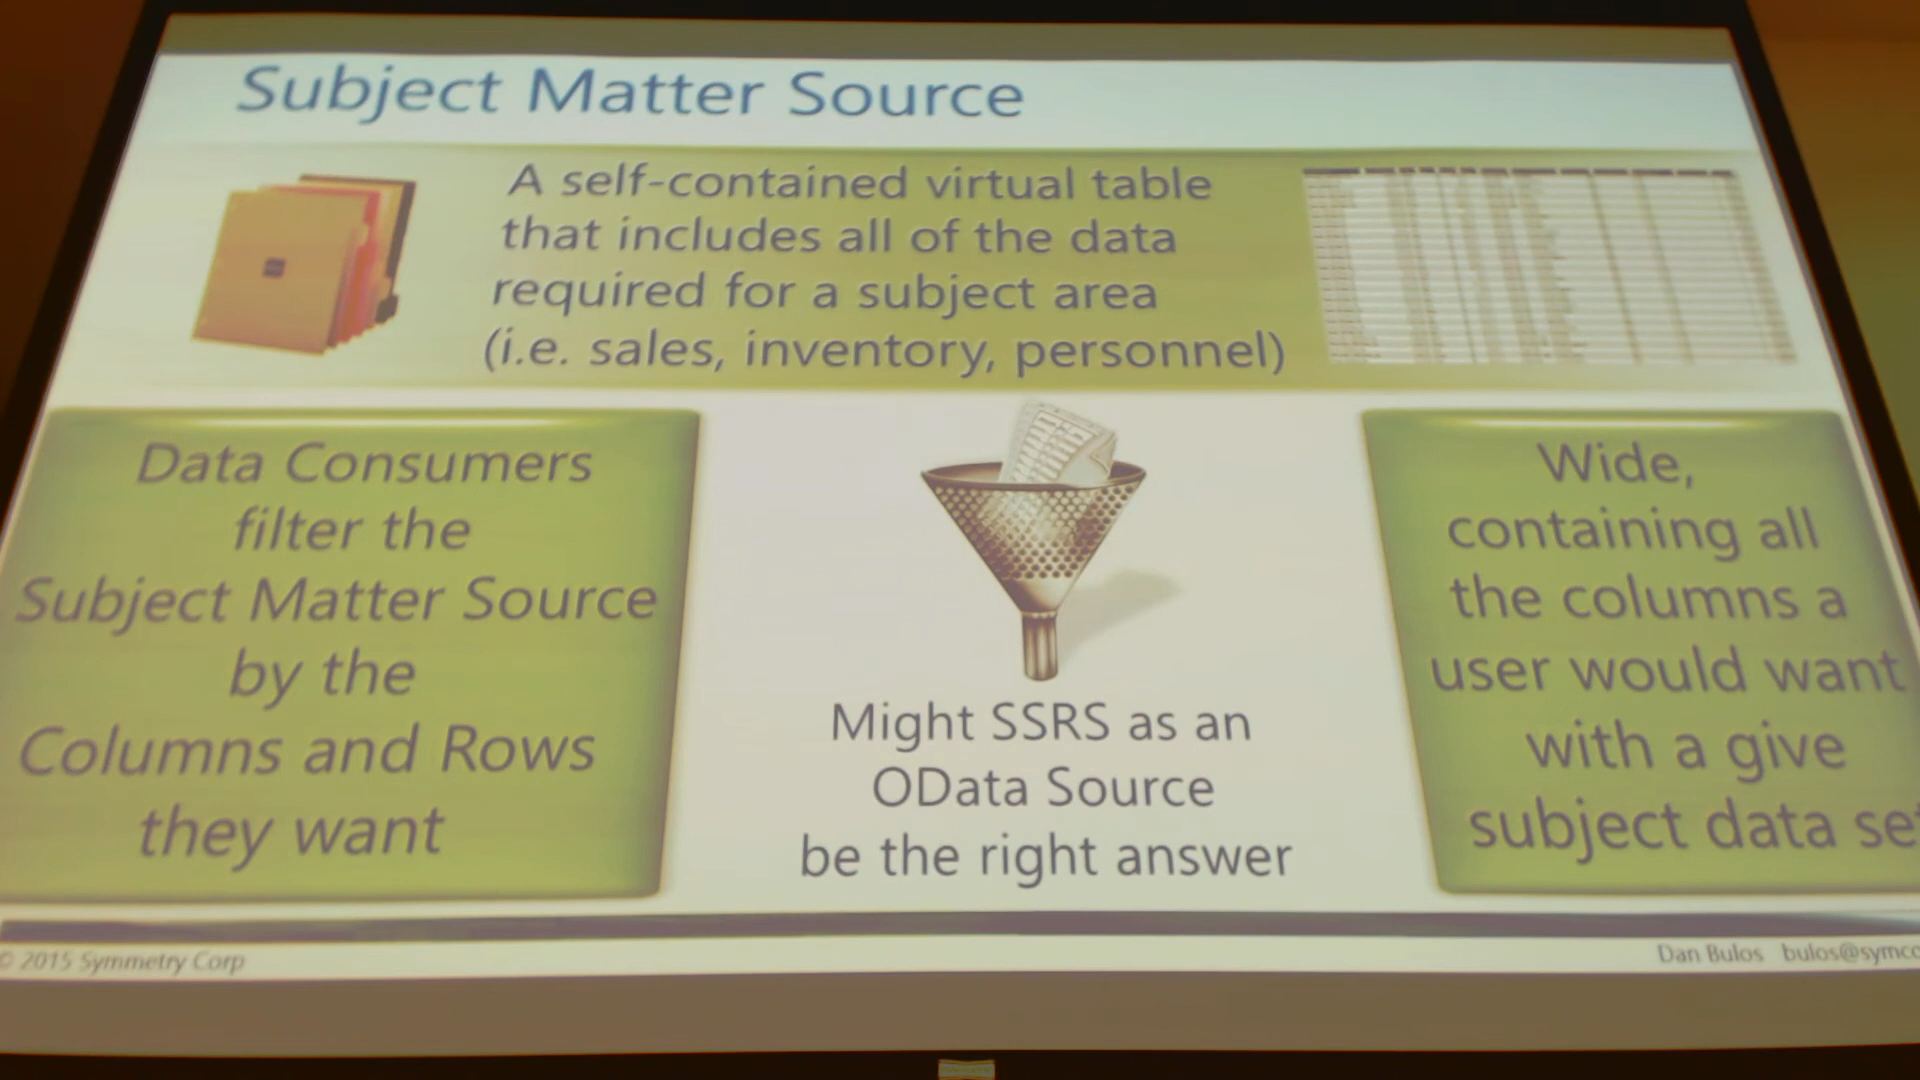 Subject Matter Source
A self-contained virtual table
that includes all of the data
required for a subject area
(i.e. sales, inventory, personnel)
Data Consumers
filter the
Subject Matter Source
by the
Columns and Rows
they want
Might SSRS as an
OData Source
be the right answer
Wide,
containing all
the columns a
user would want
with a give
subject data set
© 2015 Symmetry Corp
Dan Bulos bulos@symco